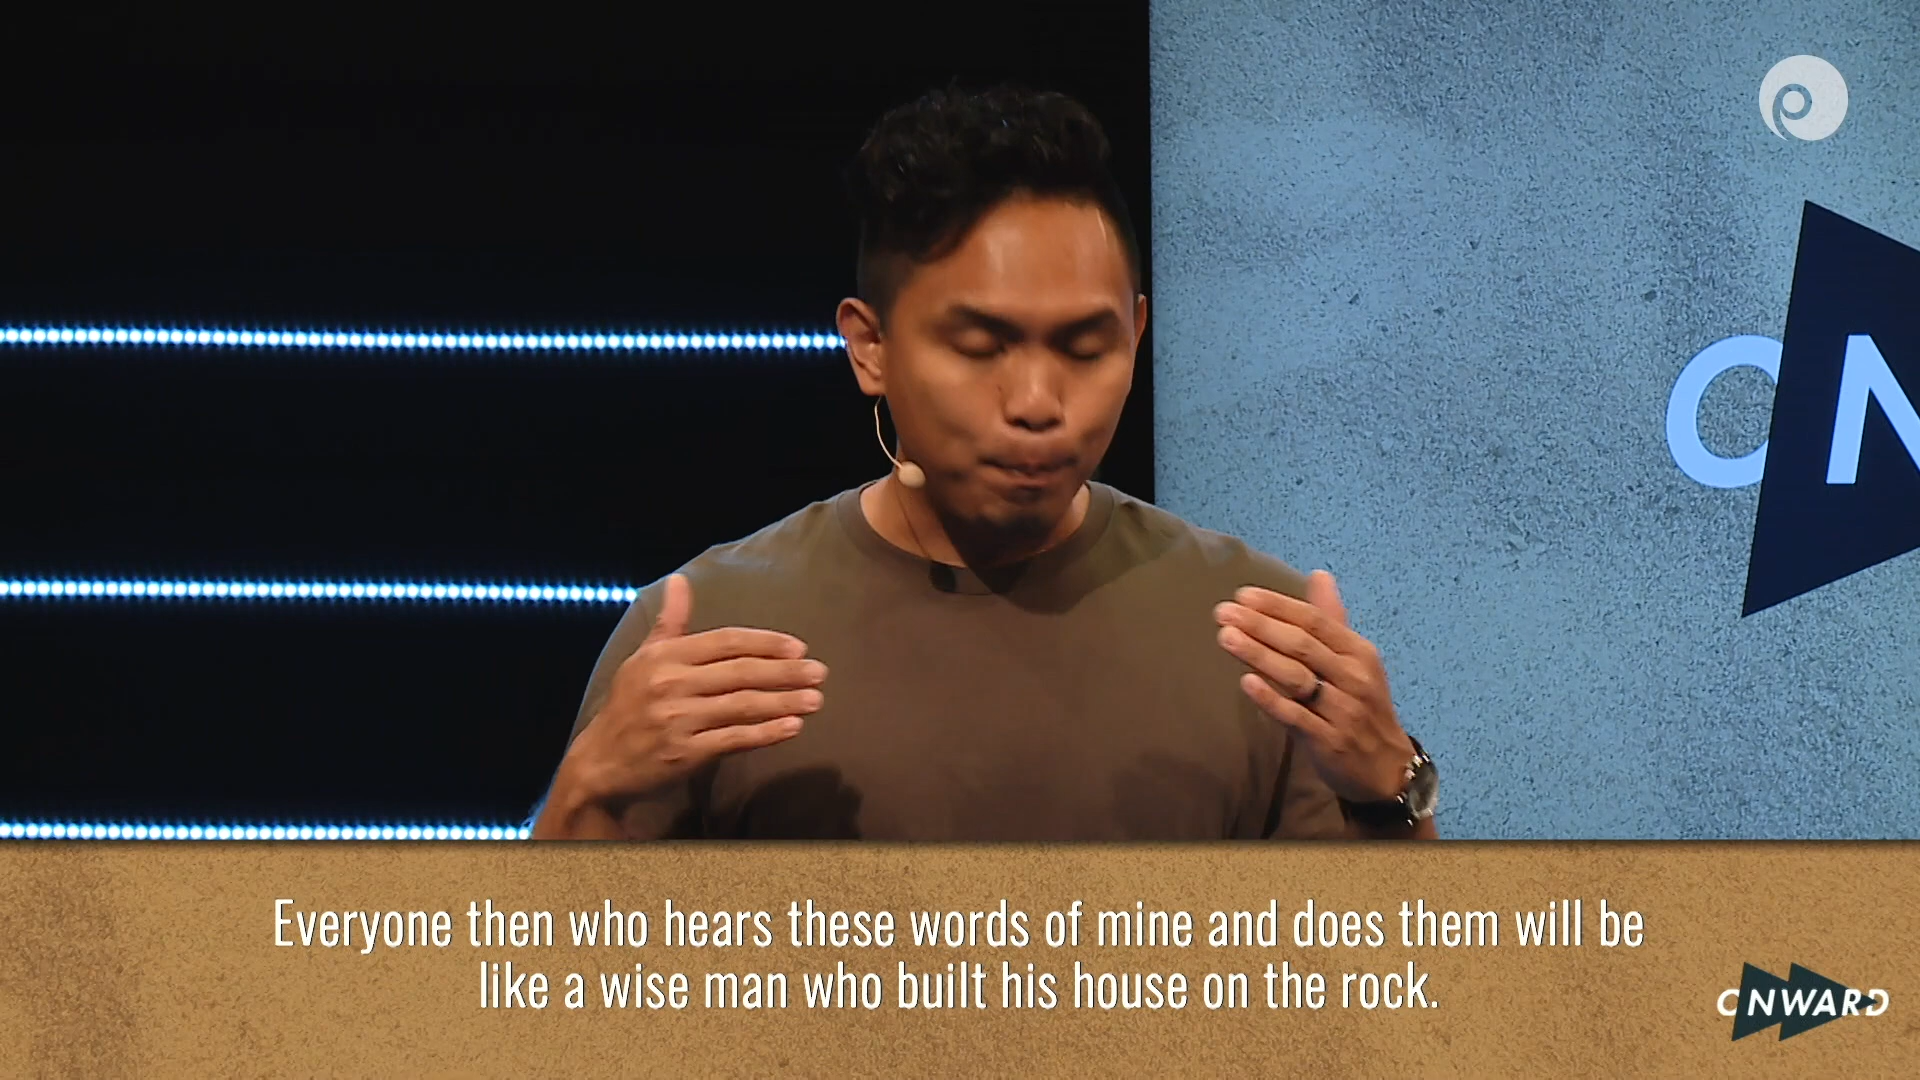 ON
Everyone then who hears these words of mine and does them will be
like a wise man who built his house on the rock.
ONWARD